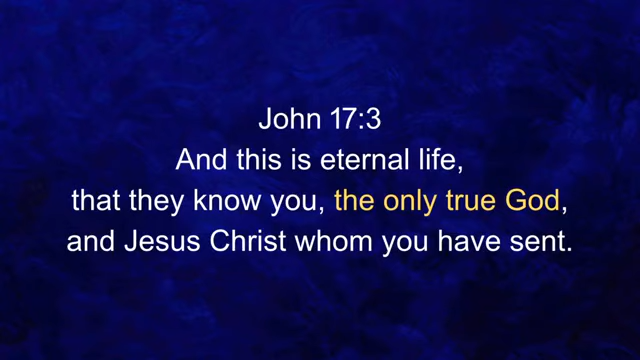 John 17:3
And this is eternal life,
that they know you, the only true God,
and Jesus Christ whom you have sent.